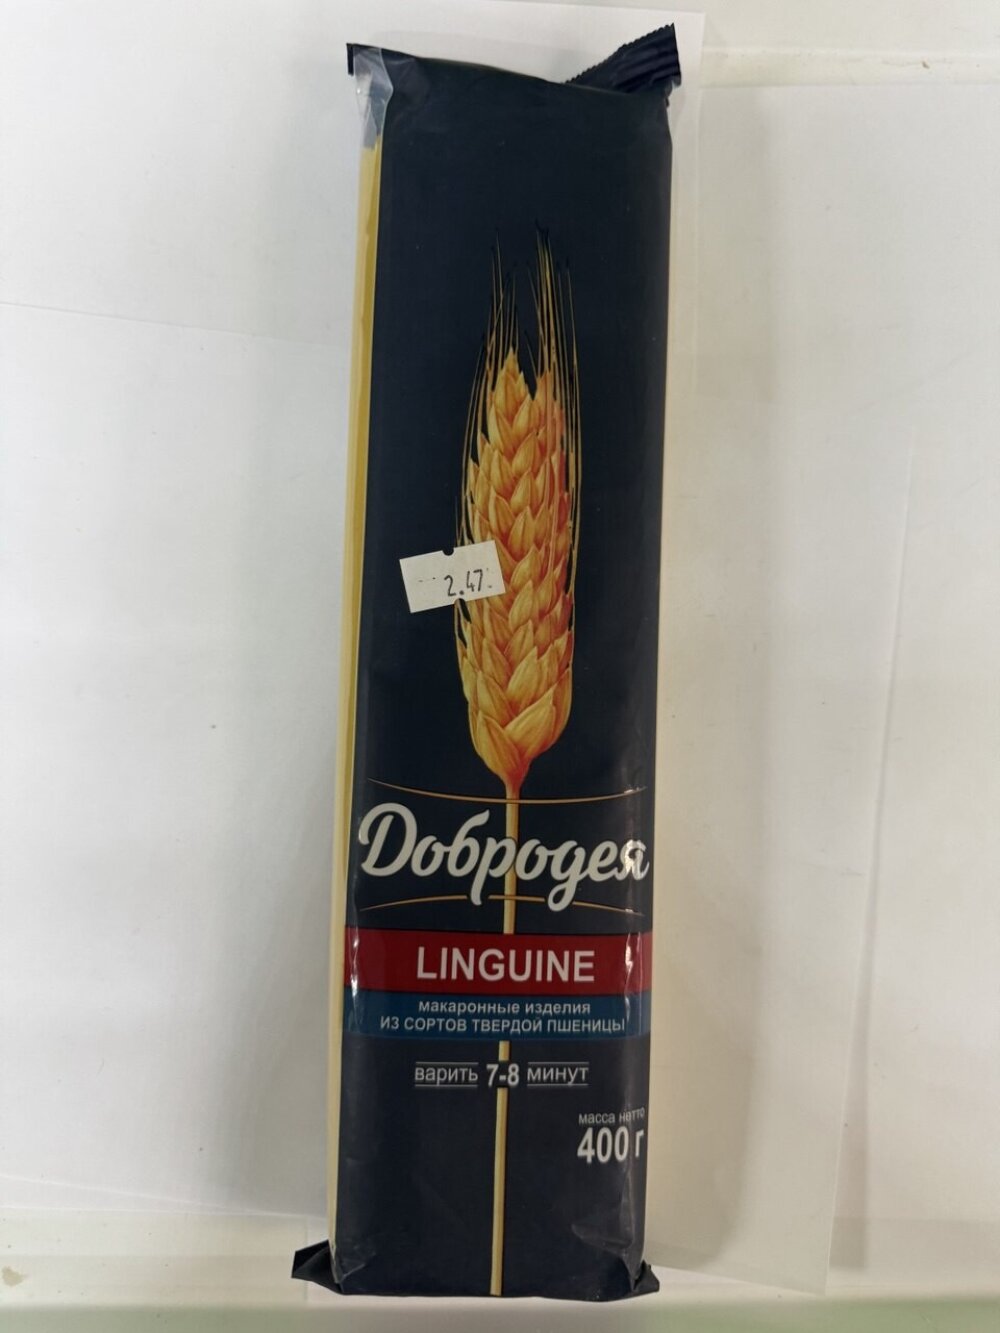 2.47
Добродея
LINGUINE
макаронные изделия
ИЗ СОРТОВ ТВЕРДОЙ ПШЕНИЦЫ
варить 7-8 минут
масса нетто
400 г